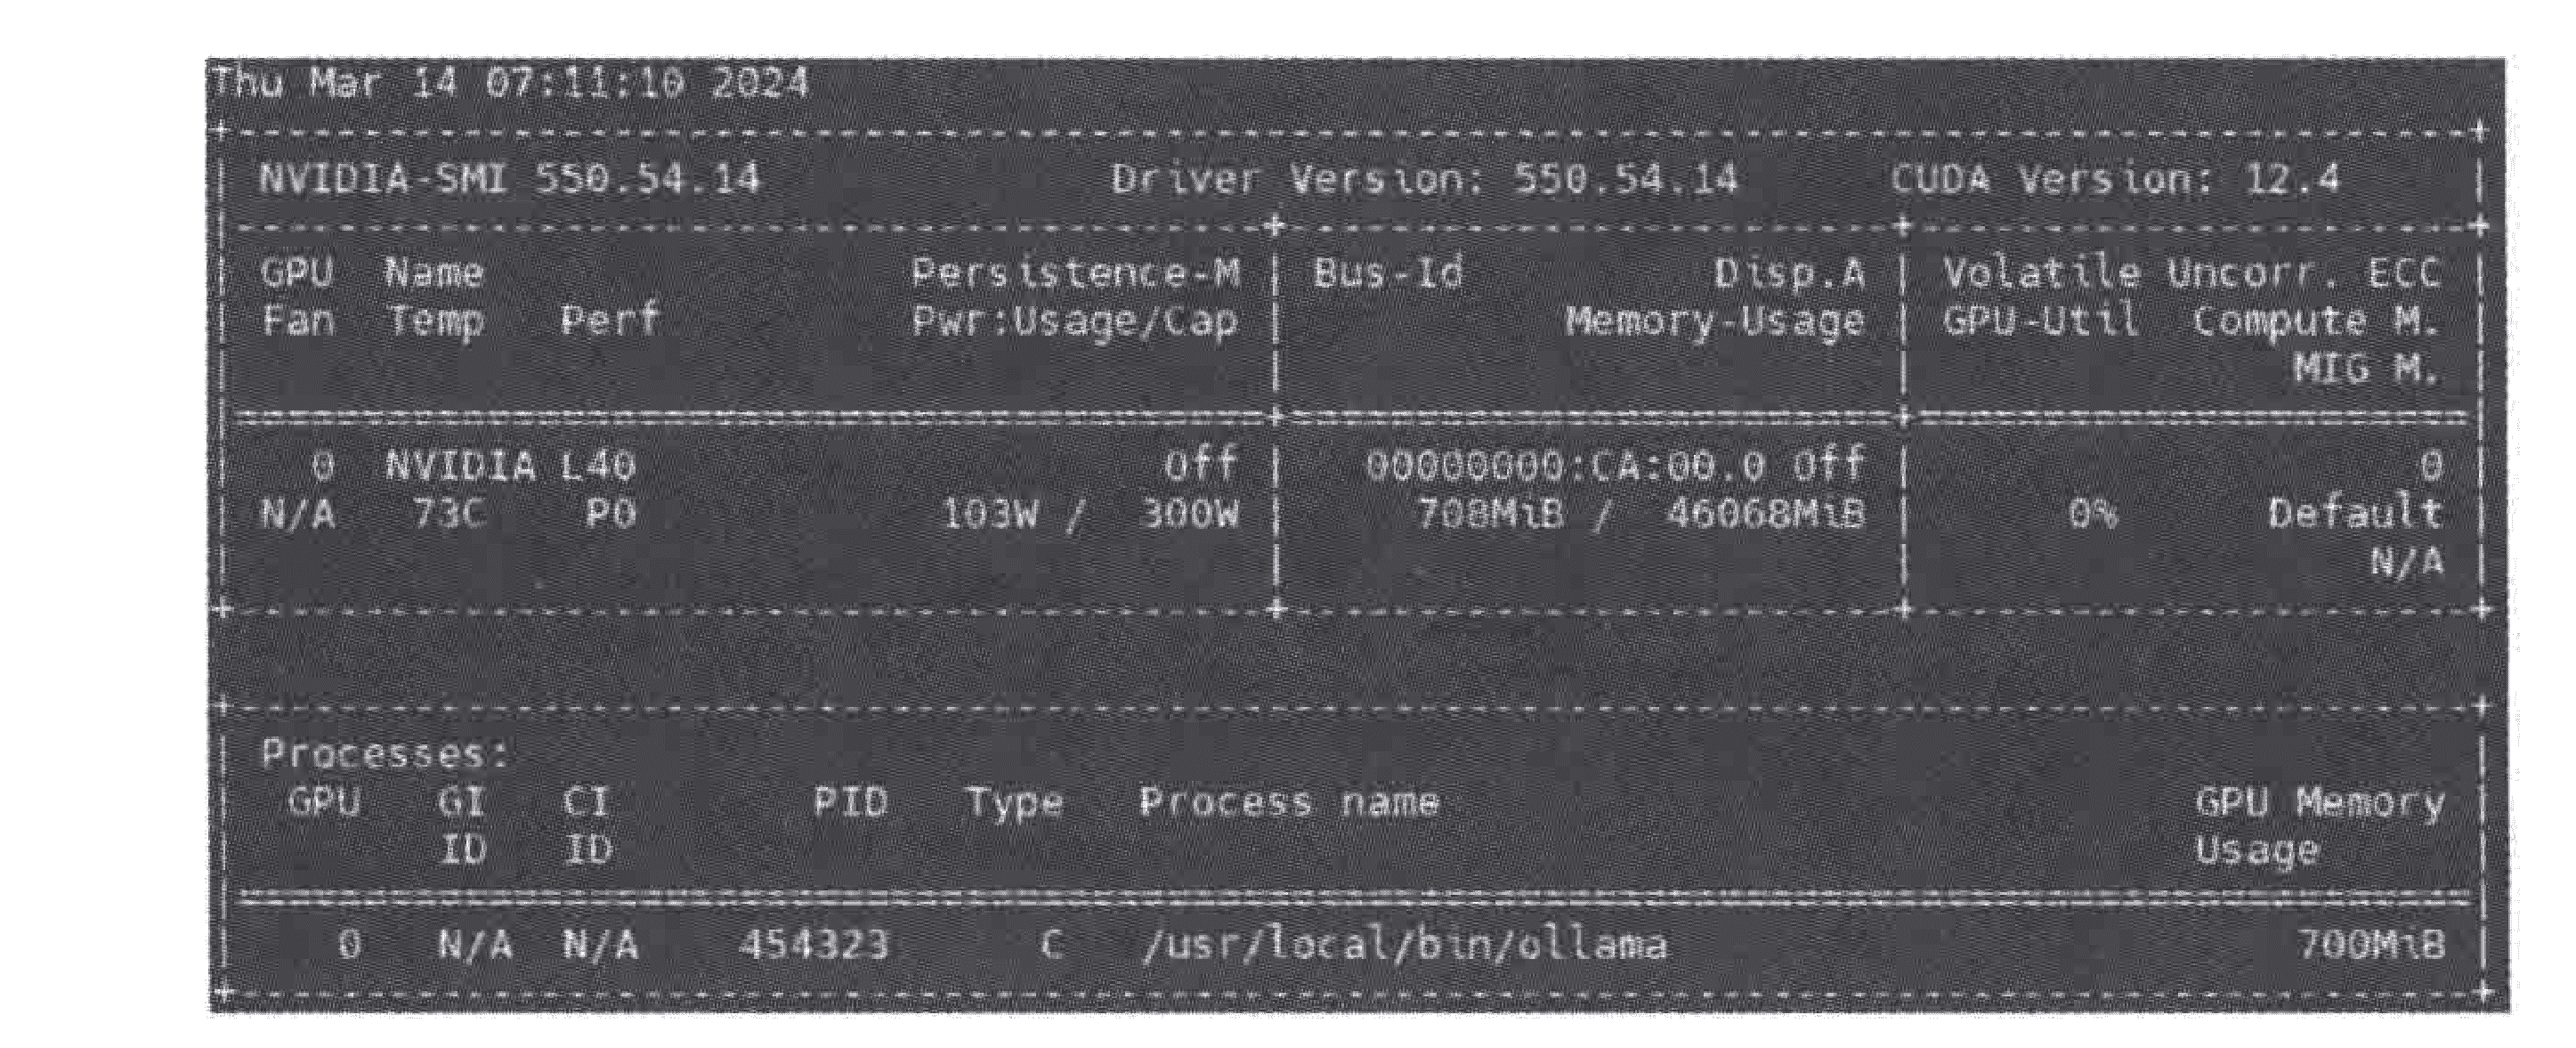 Thu Mar 14 07:11:10 2024
NVIDIA-SMI 550.54.14 Driver Version: 550.54.14 CUDA Version: 12.4
GPU Name Persistence-M | Bus-Id Disp.A | Volatile Uncorr. ECC
Fan Temp Perf Pwr:Usage/Cap | Memory-Usage | GPU-Util Compute M.
MIG M.
0 NVIDIA L40 Off | 00000000:CA:00.0 Off | 0
N/A 73C P0 103W / 300W | 708MiB / 46068MiB | 0% Default
N/A
Processes:
GPU GI CI PID Type Process name GPU Memory
ID ID Usage
0 N/A N/A 454323 C /usr/local/bin/ollama 700MiB